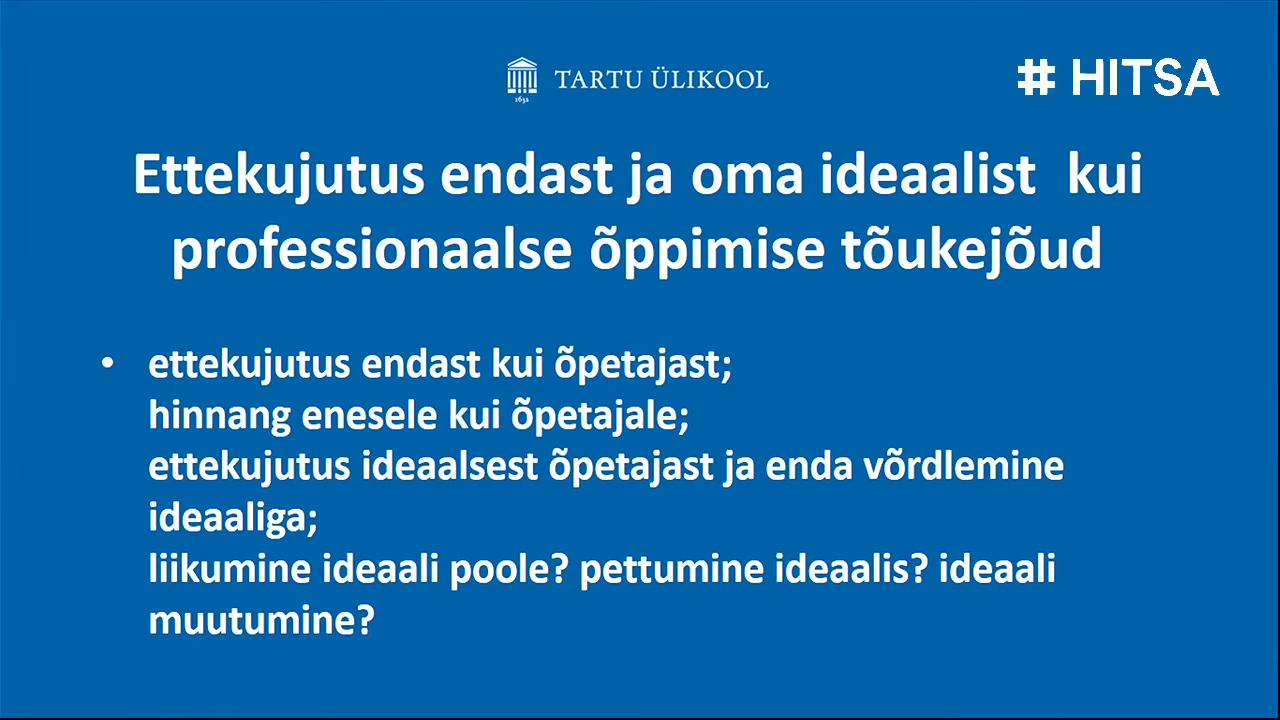 1632
TARTU ÜLIKOOL
# HITSA
Ettekujutus endast ja oma ideaalist kui
professionaalse õppimise tõukejõud
• ettekujutus endast kui õpetajast;
hinnang enesele kui õpetajale;
ettekujutus ideaalsest õpetajast ja enda võrdlemine
ideaaliga;
liikumine ideaali poole? pettumine ideaalis? ideaali
muutumine?